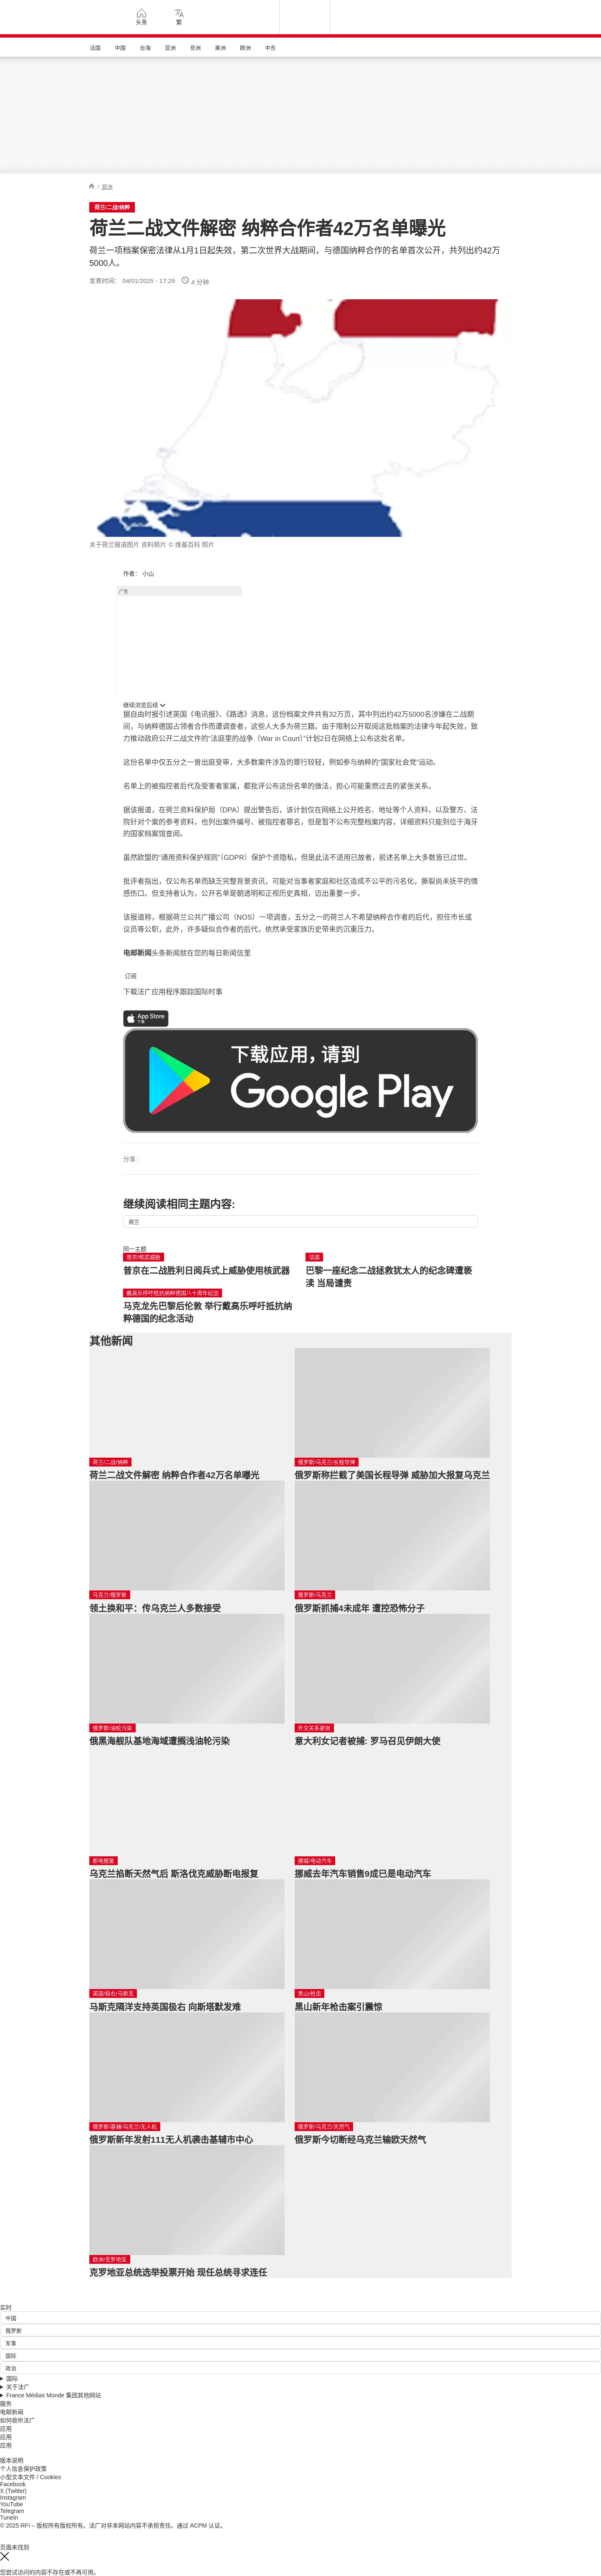 头条
繁
法国
中国
台海
亚洲
非洲
美洲
欧洲
中东
/ 欧洲
荷兰/二战/纳粹
荷兰二战文件解密 纳粹合作者42万名单曝光
荷兰一项档案保密法律从1月1日起失效，第二次世界大战期间，与德国纳粹合作的名单首次公开，共列出约42万
5000人。
发表时间： 04/01/2025 - 17:29
4 分钟
关于荷兰报道图片 资料照片 © 维基百科 照片
作者： 小山
广告
继续浏览后续
据自由时报引述英国《电讯报》、《路透》消息，这份档案文件共有32万页，其中列出约42万5000名涉嫌在二战期
间，与纳粹德国占领者合作而遭调查者，这些人大多为荷兰籍。由于限制公开取阅这批档案的法律今年起失效，致
力推动政府公开二战文件的“法庭里的战争（War in Court）”计划2日在网络上公布这批名单。
这份名单中仅五分之一曾出庭受审，大多数案件涉及的罪行较轻，例如参与纳粹的“国家社会党”运动。
名单上的被指控者后代及受害者家属，都批评公布这份名单的做法，担心可能重燃过去的紧张关系。
据该报道，在荷兰资料保护局（DPA）提出警告后，该计划仅在网络上公开姓名、地址等个人资料，以及警方、法
院针对个案的参考资料，也列出案件编号、被指控者罪名，但是暂不公布完整档案内容，详细资料只能到位于海牙
的国家档案馆查阅。
虽然欧盟的“通用资料保护规则”（GDPR）保护个资隐私，但是此法不适用已故者，前述名单上大多数皆已过世。
批评者指出，仅公布名单而缺乏完整背景资讯，可能对当事者家庭和社区造成不公平的污名化，撕裂尚未抚平的情
感伤口。但支持者认为，公开名单是朝透明和正视历史真相，迈出重要一步。
该报道称，根据荷兰公共广播公司（NOS）一项调查，五分之一的荷兰人不希望纳粹合作者的后代，担任市长或
议员等公职，此外，许多疑似合作者的后代，依然承受家族历史带来的沉重压力。
电邮新闻头条新闻就在您的每日新闻信里
订阅
下载法广应用程序跟踪国际时事
App Store
下载
下载应用，请到
Google Play
分享 :
继续阅读相同主题内容:
荷兰
同一主题
普京/核武威胁
普京在二战胜利日阅兵式上威胁使用核武器
法国
巴黎一座纪念二战拯救犹太人的纪念碑遭亵
渎 当局谴责
戴高乐呼吁抵抗纳粹德国八十周年纪念
马克龙先巴黎后伦敦 举行戴高乐呼吁抵抗纳
粹德国的纪念活动
其他新闻
荷兰/二战/纳粹
荷兰二战文件解密 纳粹合作者42万名单曝光
俄罗斯/乌克兰/长程导弹
俄罗斯称拦截了美国长程导弹 威胁加大报复乌克兰
乌克兰/俄罗斯
领土换和平：传乌克兰人多数接受
俄罗斯/乌克兰
俄罗斯抓捕4未成年 遭控恐怖分子
俄罗斯/油轮污染
俄黑海舰队基地海域遭搁浅油轮污染
外交关系紧张
意大利女记者被捕: 罗马召见伊朗大使
断电报复
乌克兰掐断天然气后 斯洛伐克威胁断电报复
挪威/电动汽车
挪威去年汽车销售9成已是电动汽车
英国/极右/马斯克
马斯克隔洋支持英国极右 向斯塔默发难
黑山/枪击
黑山新年枪击案引震惊
俄罗斯/基辅/乌克兰/无人机
俄罗斯新年发射111无人机袭击基辅市中心
俄罗斯/乌克兰/天然气
俄罗斯今切断经乌克兰输欧天然气
欧洲/克罗地亚
克罗地亚总统选举投票开始 现任总统寻求连任
实时
中国
俄罗斯
军事
国际
政治
国际
关于法广
France Médias Monde 集团其他网站
服务
电邮新闻
如何收听法广
应用
应用
应用
版本说明
个人信息保护政策
小型文本文件 / Cookies
Facebook
X (Twitter)
Instagram
YouTube
Telegram
TuneIn
© 2025 RFI – 版权所有版权所有。法广对非本网站内容不承担责任。通过 ACPM 认证。
页面未找到
您尝试访问的内容不存在或不再可用。